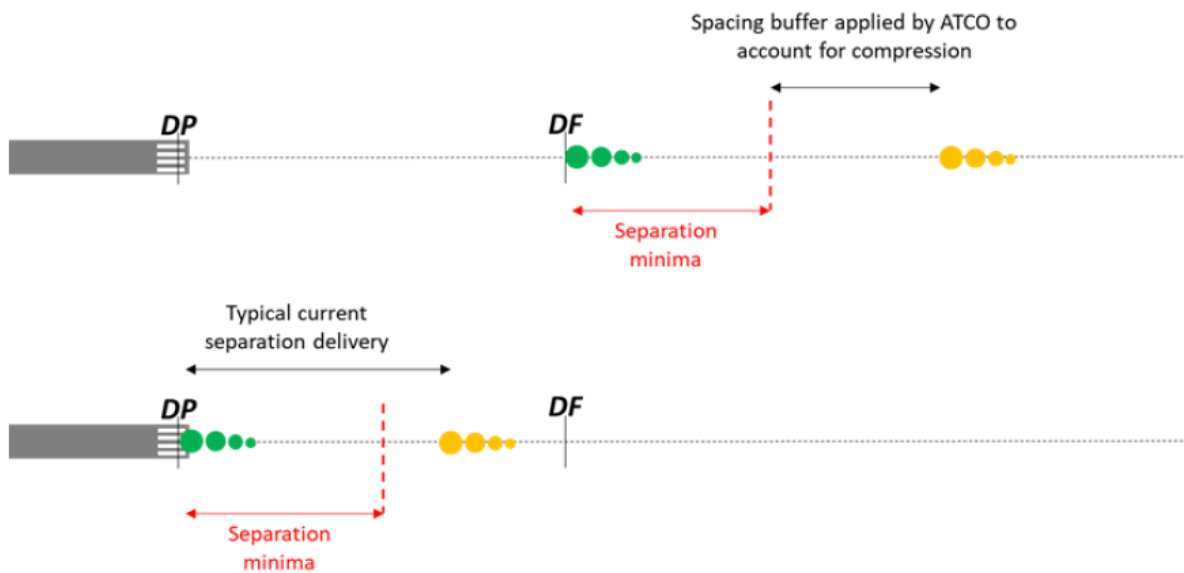 Spacing buffer applied by ATCO to
account for compression
DP
DF
Separation
minima
Typical current
separation delivery
DP
DF
Separation
minima